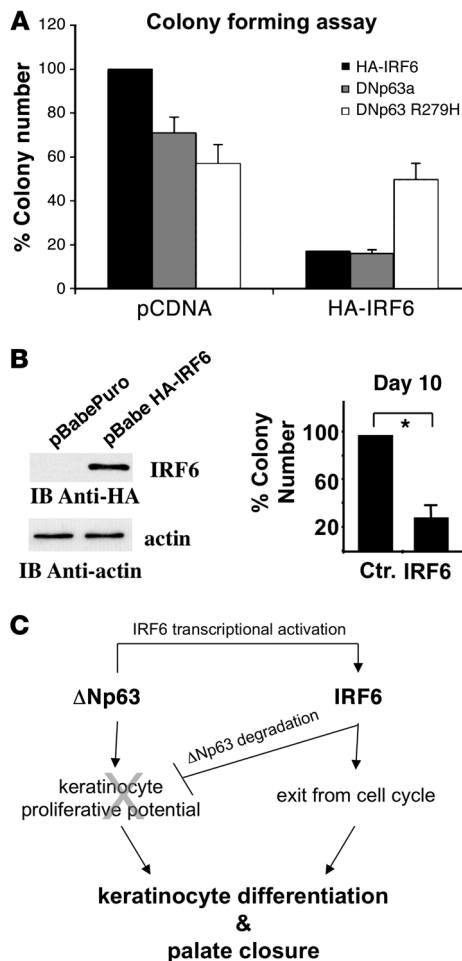 A
Colony forming assay
% Colony number
120
100
80
60
40
20
0
HA-IRF6
DNp63a
DNp63 R279H
pCDNA
HA-IRF6
B
pBabePuro
pBabe HA-IRF6
IRF6
IB Anti-HA
actin
IB Anti-actin
Day 10
*
% Colony
Number
100
60
20
Ctr.
IRF6
C
IRF6 transcriptional activation
ΔNp63
IRF6
ΔNp63 degradation
keratinocyte
proliferative potential
X
exit from cell cycle
keratinocyte differentiation
&
palate closure